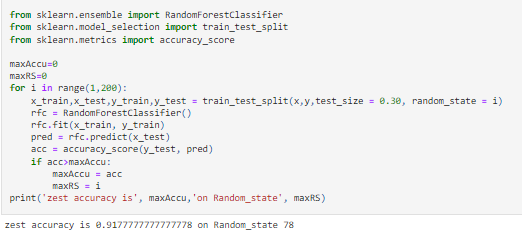 from sklearn.ensemble import RandomForestClassifier
from sklearn.model_selection import train_test_split
from sklearn.metrics import accuracy_score

maxAccu=0
maxRS=0
for i in range(1,200):
    x_train,x_test,y_train,y_test = train_test_split(x,y,test_size = 0.30, random_state = i)
    rfc = RandomForestClassifier()
    rfc.fit(x_train, y_train)
    pred = rfc.predict(x_test)
    acc = accuracy_score(y_test, pred)
    if acc>maxAccu:
        maxAccu = acc
        maxRS = i
print('zest accuracy is', maxAccu,'on Random_state', maxRS)
zest accuracy is 0.9177777777777778 on Random_state 78